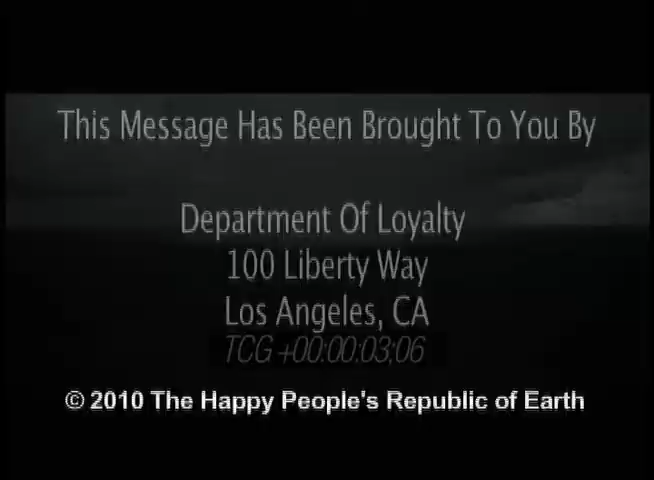 This Message Has Been Brought To You By
Department Of Loyalty
100 Liberty Way
Los Angeles, CA
TCG +00:00:03;06
© 2010 The Happy People's Republic of Earth